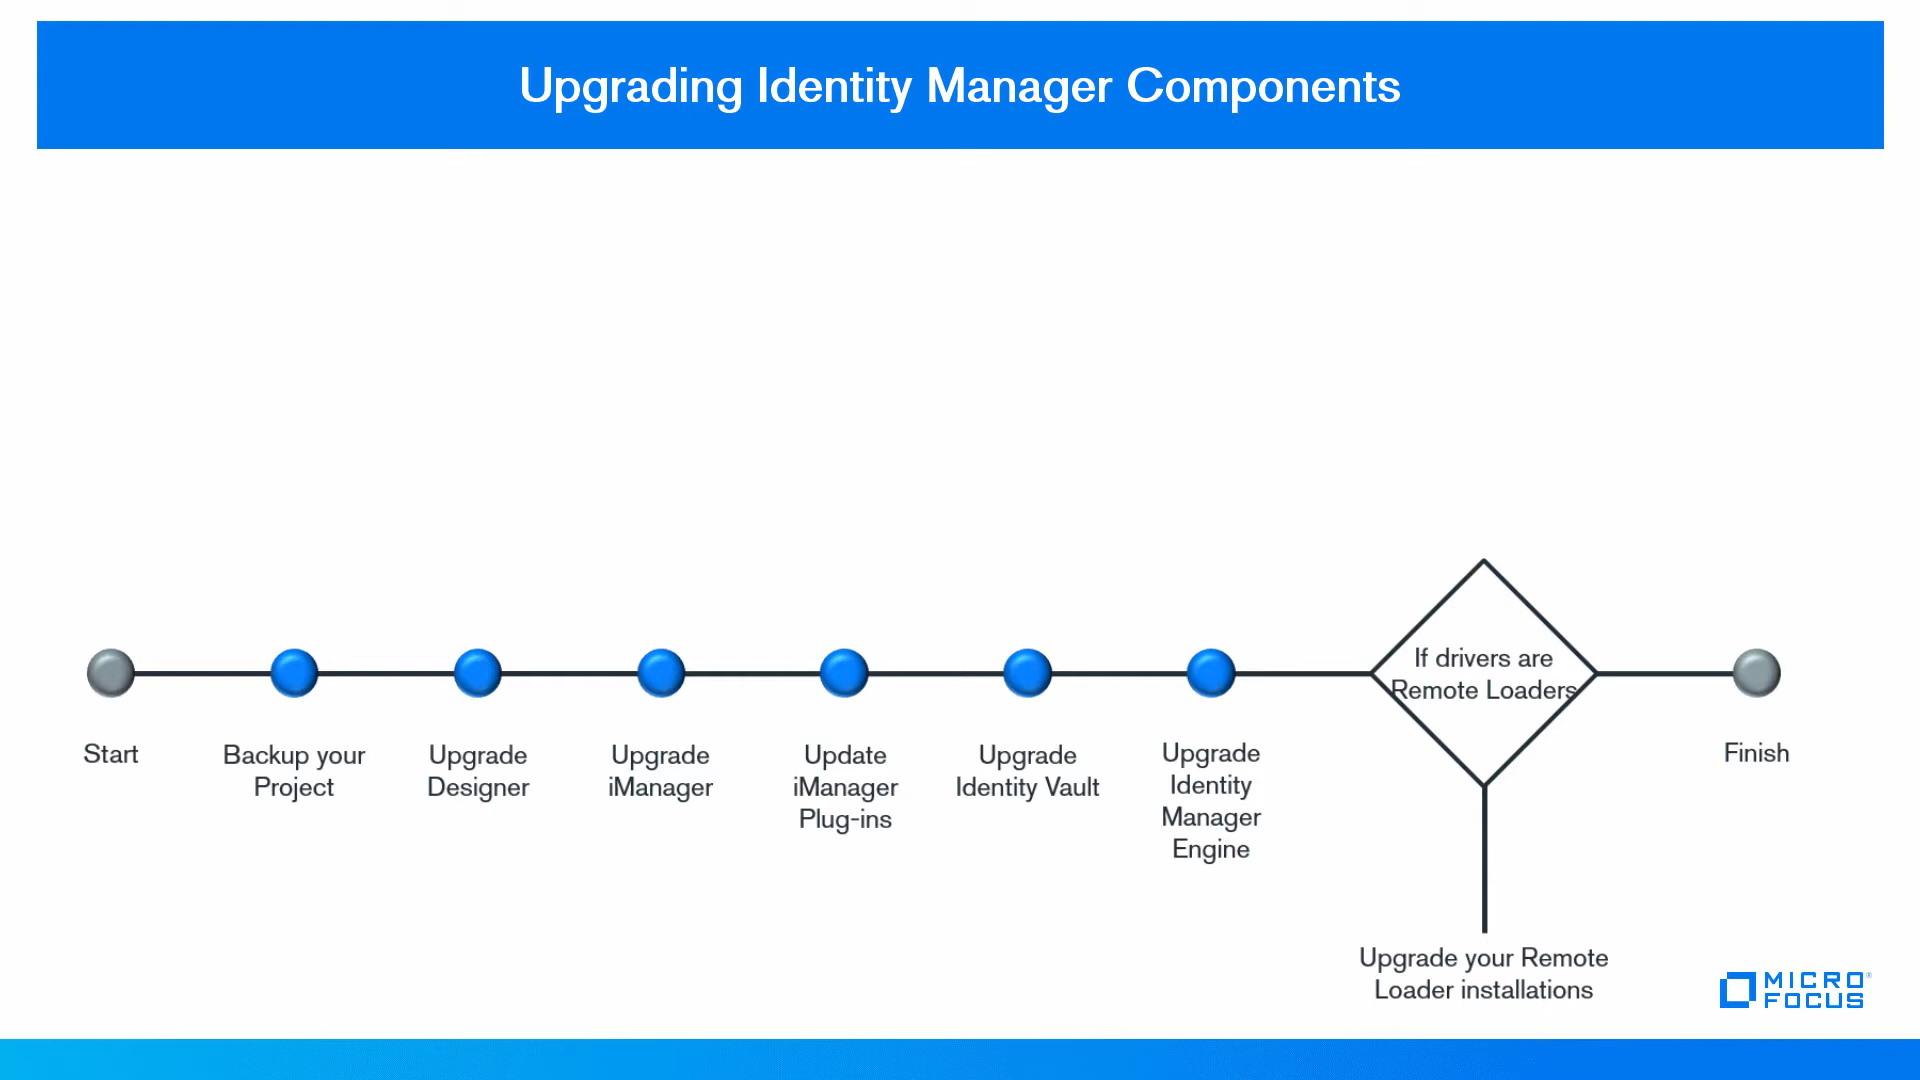 Upgrading Identity Manager Components
If drivers are
Remote Loaders
Start
Backup your
Project
Upgrade
Designer
Upgrade
iManager
Update
iManager
Plug-ins
Upgrade
Identity Vault
Upgrade
Identity
Manager
Engine
Finish
Upgrade your Remote
Loader installations
MICRO®
FOCUS